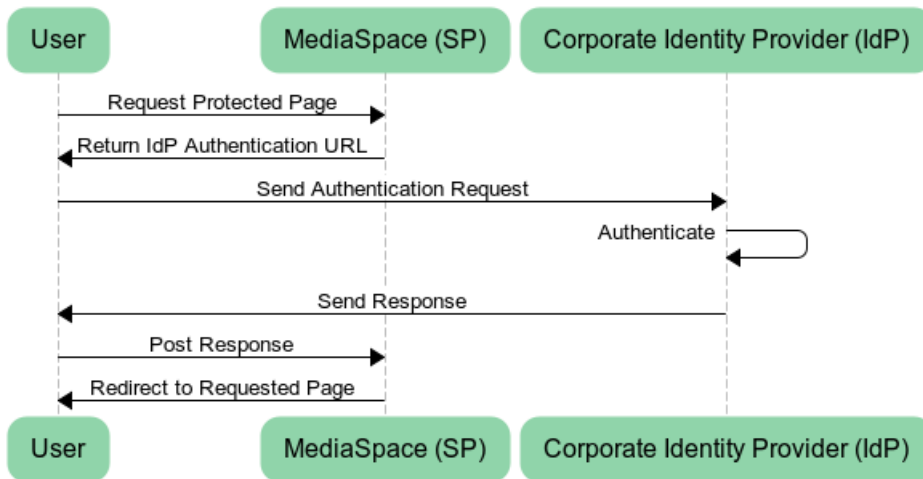 User
MediaSpace (SP)
Corporate Identity Provider (IdP)
Request Protected Page
Return IdP Authentication URL
Send Authentication Request
Authenticate
Send Response
Post Response
Redirect to Requested Page
User
MediaSpace (SP)
Corporate Identity Provider (IdP)